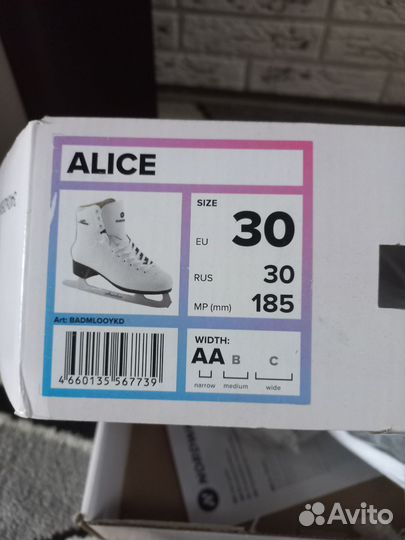 ALICE
SIZE
EU 30
RUS 30
MP (mm) 185
Art: BADMLOOYKD
4 660135 567739
WIDTH:
AA B C
narrow medium wide
NORDW
Avito